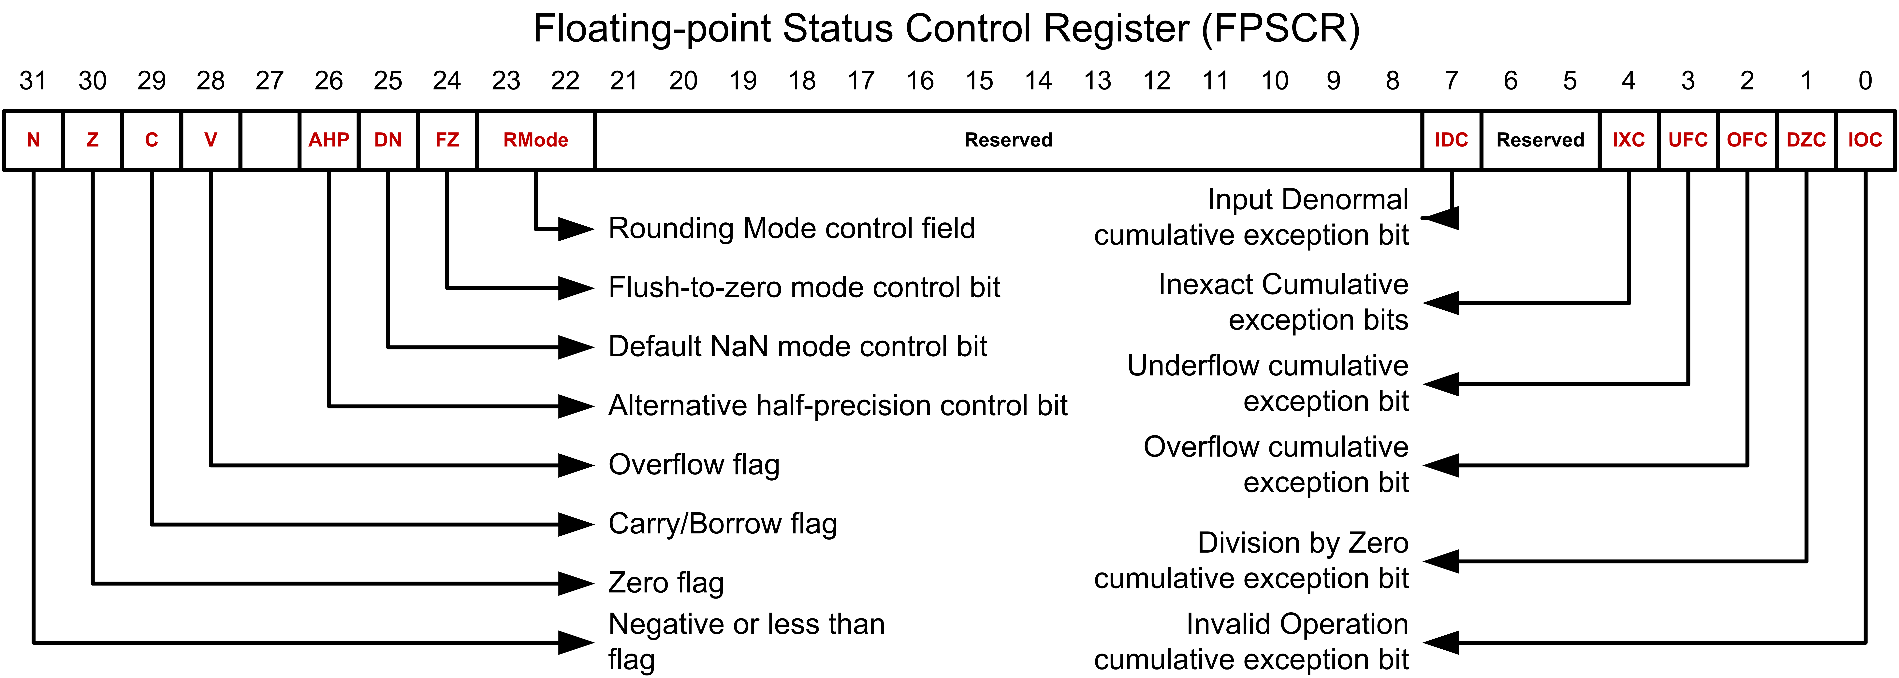 Floating-point Status Control Register (FPSCR)
31 30 29 28 27 26 25 24 23 22 21 20 19 18 17 16 15 14 13 12 11 10 9 8 7 6 5 4 3 2 1 0
N Z C V AHP DN FZ RMode Reserved IDC Reserved IXC UFC OFC DZC IOC
Rounding Mode control field
Flush-to-zero mode control bit
Default NaN mode control bit
Alternative half-precision control bit
Overflow flag
Carry/Borrow flag
Zero flag
Negative or less than
flag
Input Denormal
cumulative exception bit
Inexact Cumulative
exception bits
Underflow cumulative
exception bit
Overflow cumulative
exception bit
Division by Zero
cumulative exception bit
Invalid Operation
cumulative exception bit